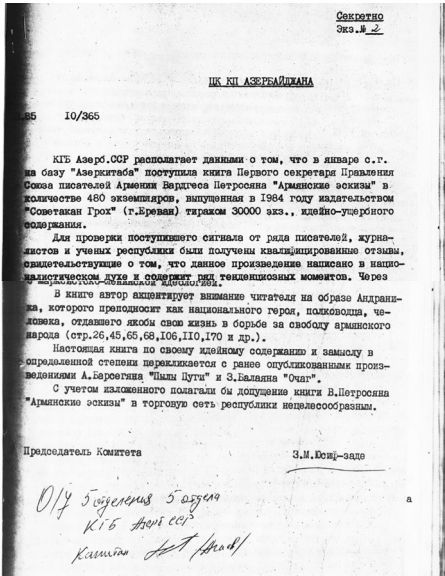 Секретно
Экз.№ 2
ЦК КП АЗЕРБАЙДЖАНА
.85 10/365
КГБ Азерб.ССР располагает данными о том, что в январе с.г.
на базу "Азеркитаба" поступила книга Первого секретаря Правления
Союза писателей Армении Вардгеса Петросяна "Армянские эскизы" в
количестве 480 экземпляров, выпущенная в 1984 году издательством
"Советакан Грох" (г.Ереван) тиражом 30000 экз., идейно-ущербного
содержания.
Для проверки поступившего сигнала от ряда писателей, журна-
листов и ученых республики были получены квалифицированные отзывы,
свидетельствующие о том, что данное произведение написано в нацио-
налистическом духе и содержит ряд тенденциозных моментов. Через
идеологией.
В книге автор акцентирует внимание читателя на образе Андрани-
ка, которого преподносит как национального героя, полководца, че-
ловека, отдавшего якобы свою жизнь в борьбе за свободу армянского
народа (стр.26,45,65,68,106,110,170 и др.).
Настоящая книга по своему идейному содержанию и замыслу в
определенной степени перекликается с ранее опубликованными произ-
ведениями А.Барсегяна "Пылы Пути" и З.Балаяна "Очаг".
С учетом изложенного полагали бы допущение книги В.Петросяна
"Армянские эскизы" в торговую сеть республики нецелесообразным.
Председатель Комитета З.М.Юсиф-заде
О/у 5 отделения 5 отдела
КГБ Азерб ССР
Капитан
а